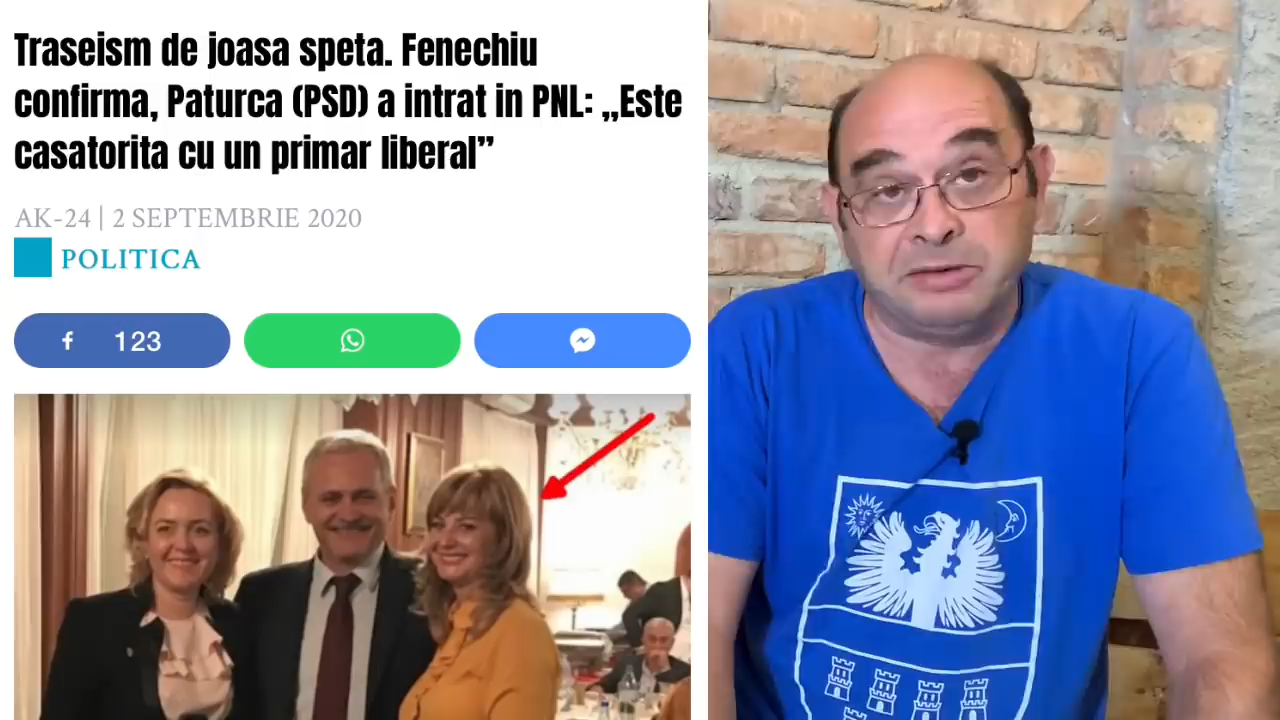 Traseism de joasa speta. Fenechiu
confirma, Paturca (PSD) a intrat in PNL: „Este
casatorita cu un primar liberal”
AK-24 | 2 SEPTEMBRIE 2020
POLITICA
f 123